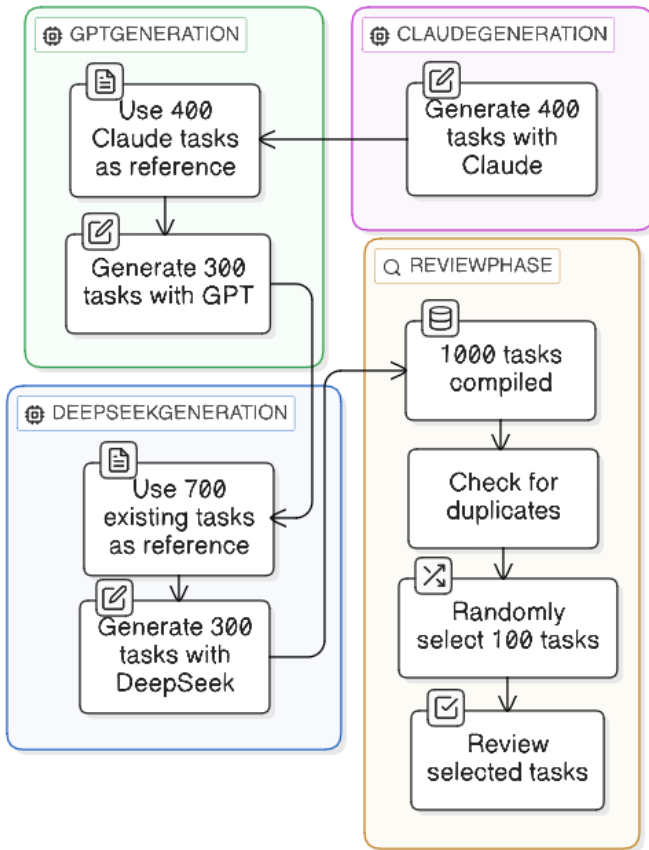 GPTGENERATION
Use 400
Claude tasks
as reference
Generate 300
tasks with GPT
CLAUDEGENERATION
Generate 400
tasks with
Claude
DEEPSEEKGENERATION
Use 700
existing tasks
as reference
Generate 300
tasks with
DeepSeek
REVIEWPHASE
1000 tasks
compiled
Check for
duplicates
Randomly
select 100 tasks
Review
selected tasks